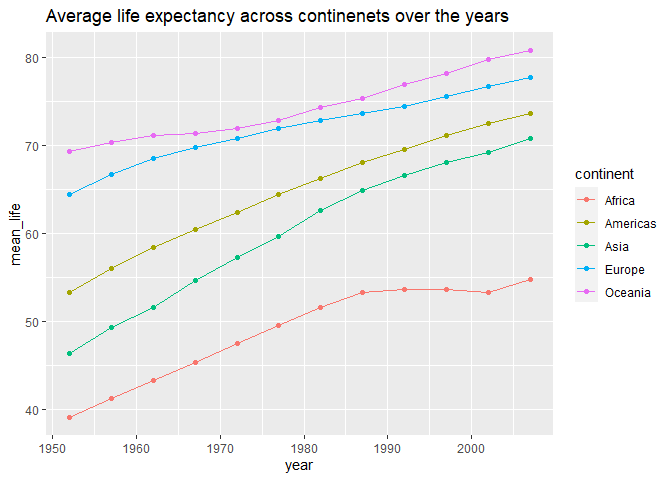 Average life expectancy across continenets over the years
80
70
60
50
40
mean_life
1950
1960
1970
1980
1990
2000
year
continent
Africa
Americas
Asia
Europe
Oceania